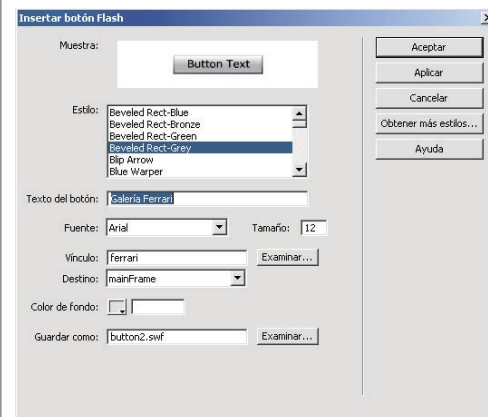 Insertar botón Flash
Muestra:
Button Text
Estilo:
Beveled Rect-Blue
Beveled Rect-Bronze
Beveled Rect-Green
Beveled Rect-Grey
Blip Arrow
Blue Warper
Texto del botón: Galería Ferrari
Fuente: Arial Tamaño: 12
Vínculo: ferrari Examinar...
Destino: mainFrame
Color de fondo:
Guardar como: button2.swf Examinar...
Aceptar
Aplicar
Cancelar
Obtener más estilos...
Ayuda